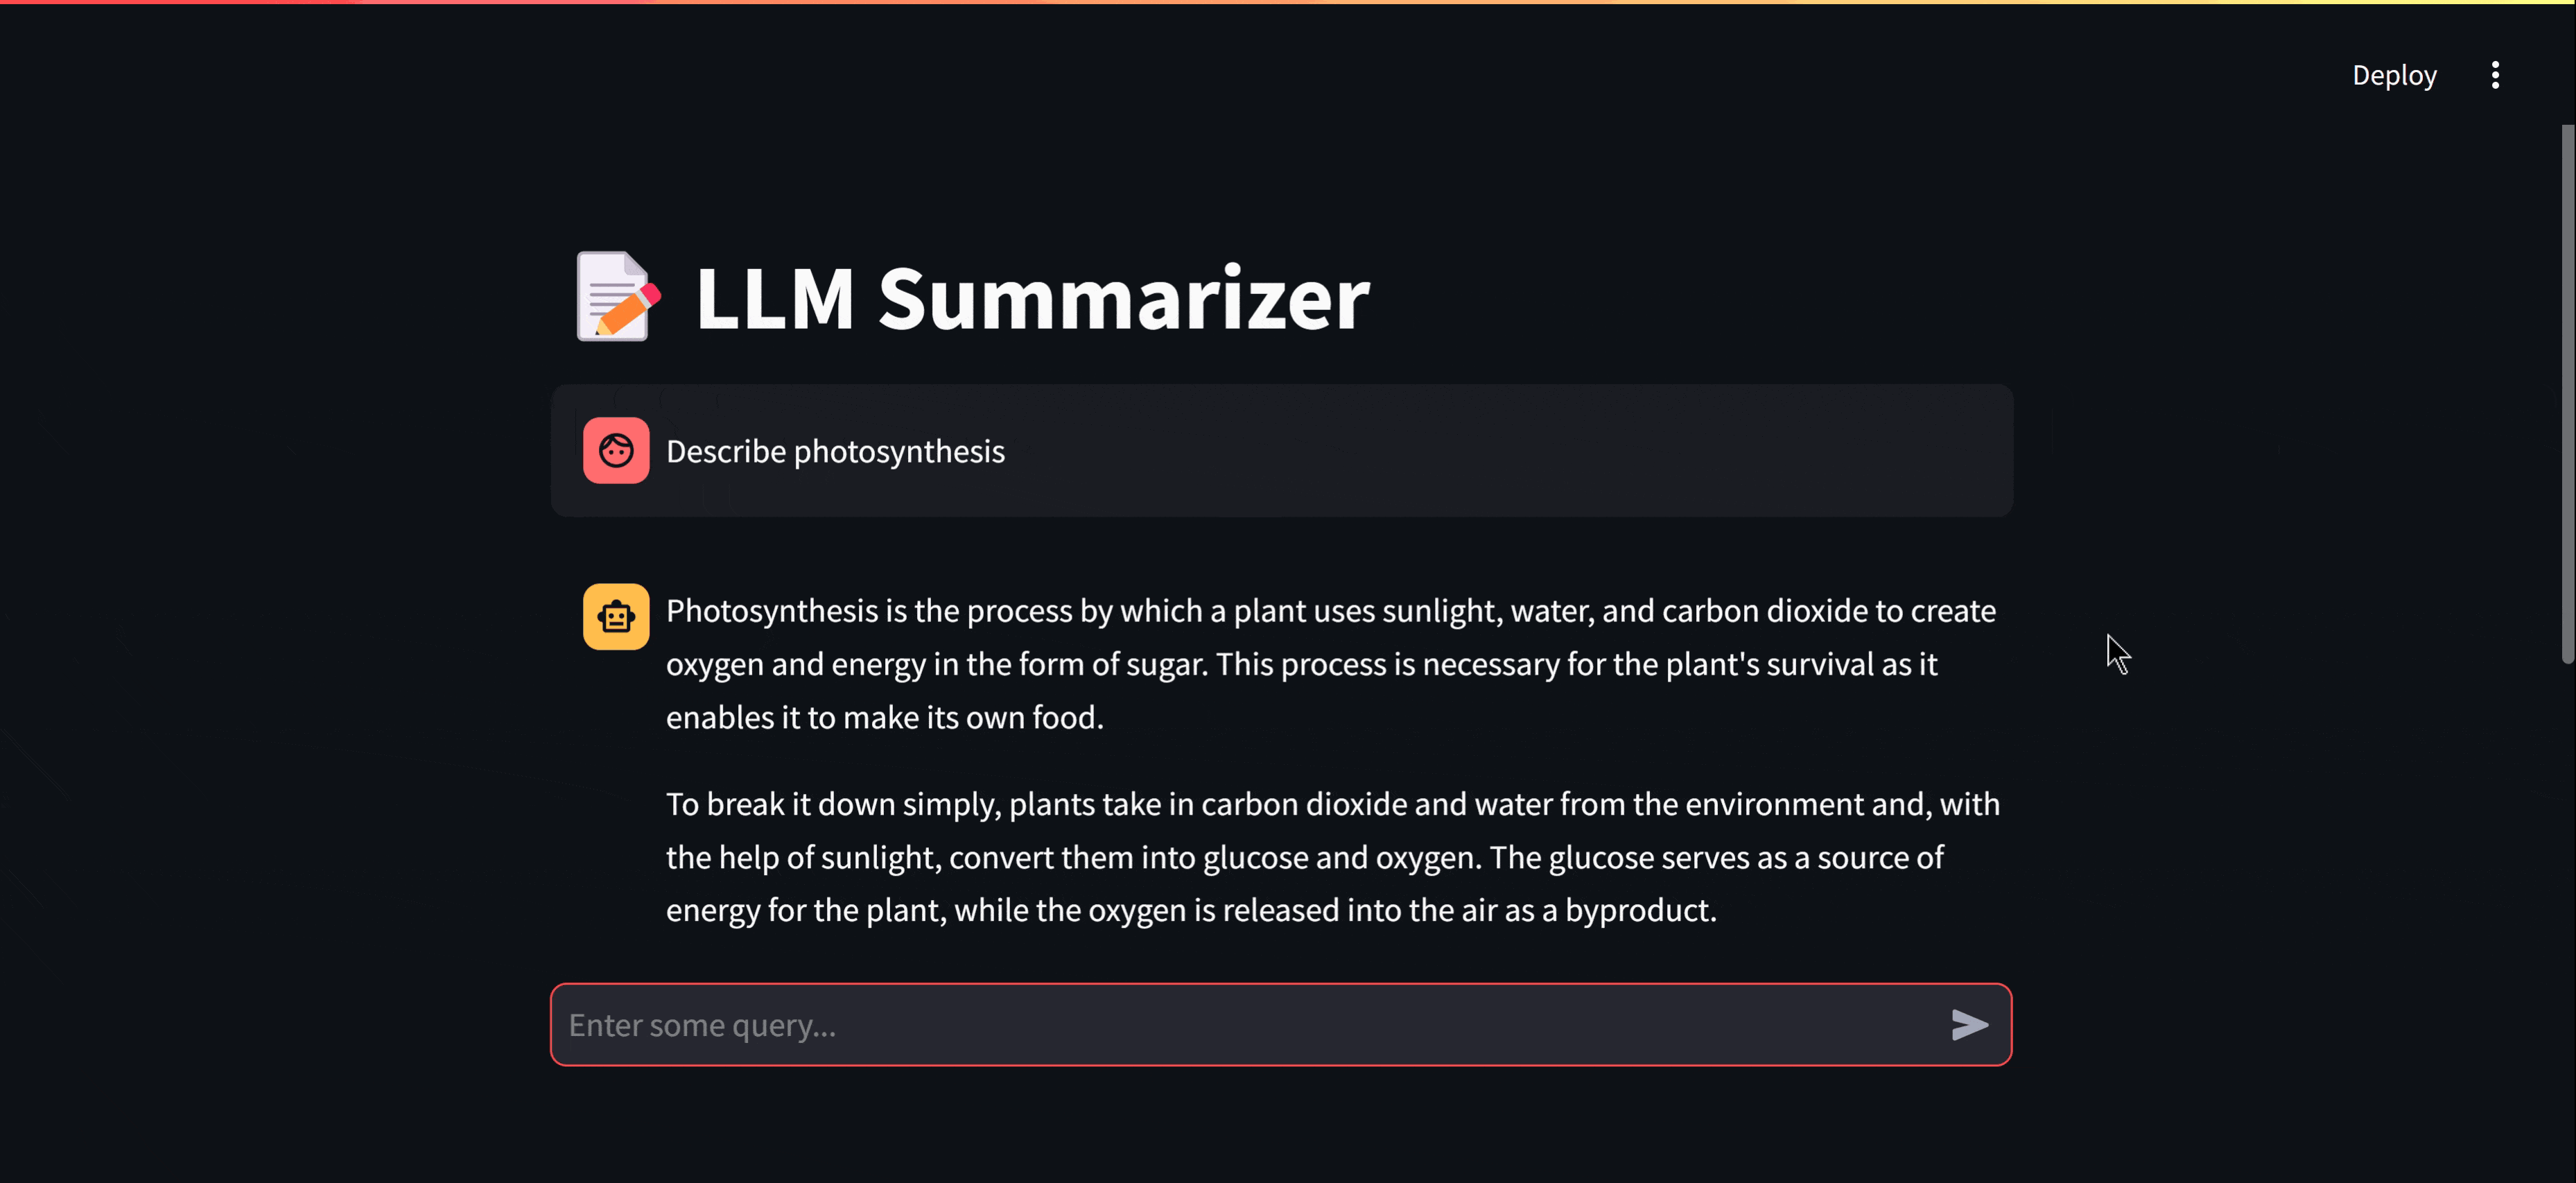 Deploy
LLM Summarizer
Describe photosynthesis
Photosynthesis is the process by which a plant uses sunlight, water, and carbon dioxide to create
oxygen and energy in the form of sugar. This process is necessary for the plant's survival as it
enables it to make its own food.
To break it down simply, plants take in carbon dioxide and water from the environment and, with
the help of sunlight, convert them into glucose and oxygen. The glucose serves as a source of
energy for the plant, while the oxygen is released into the air as a byproduct.
Enter some query...